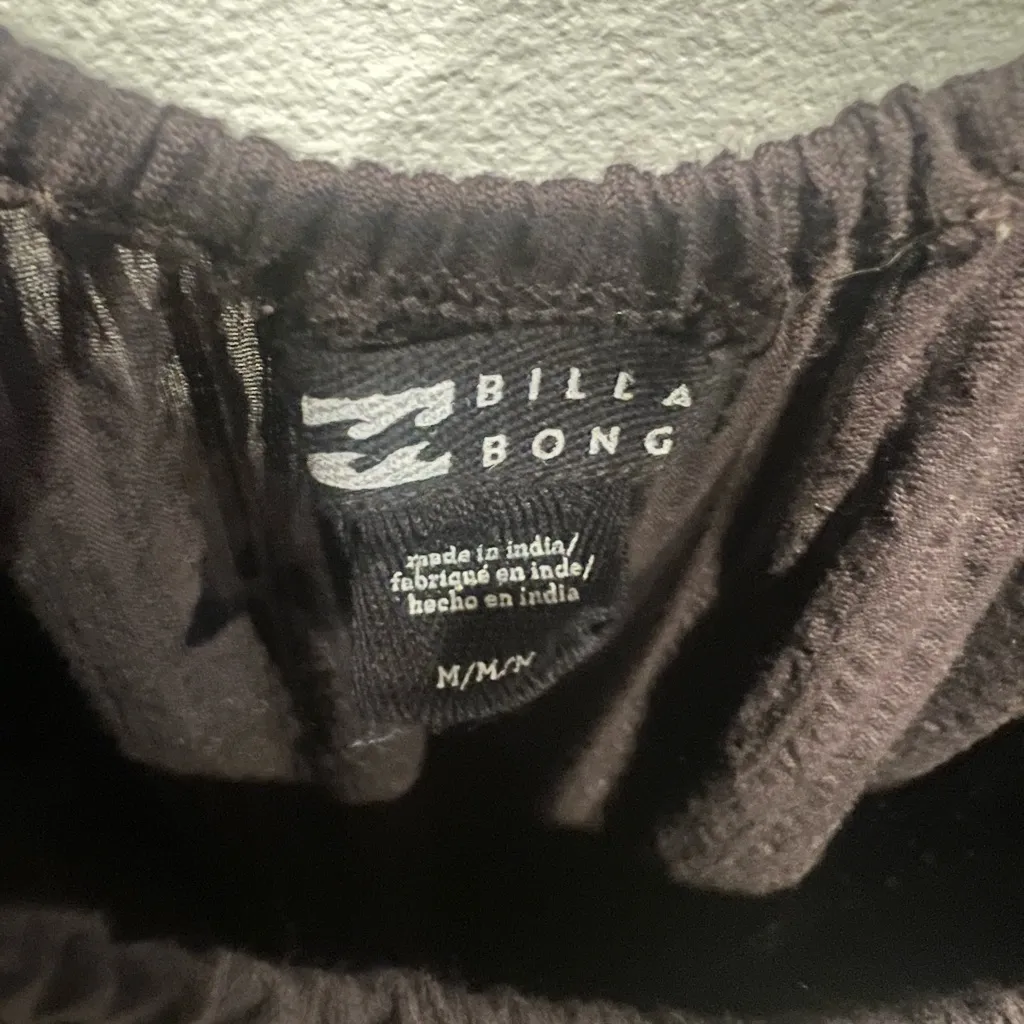 BILLA
BONG
made in india/
fabriqué en inde/
hecho en india
M/M/M